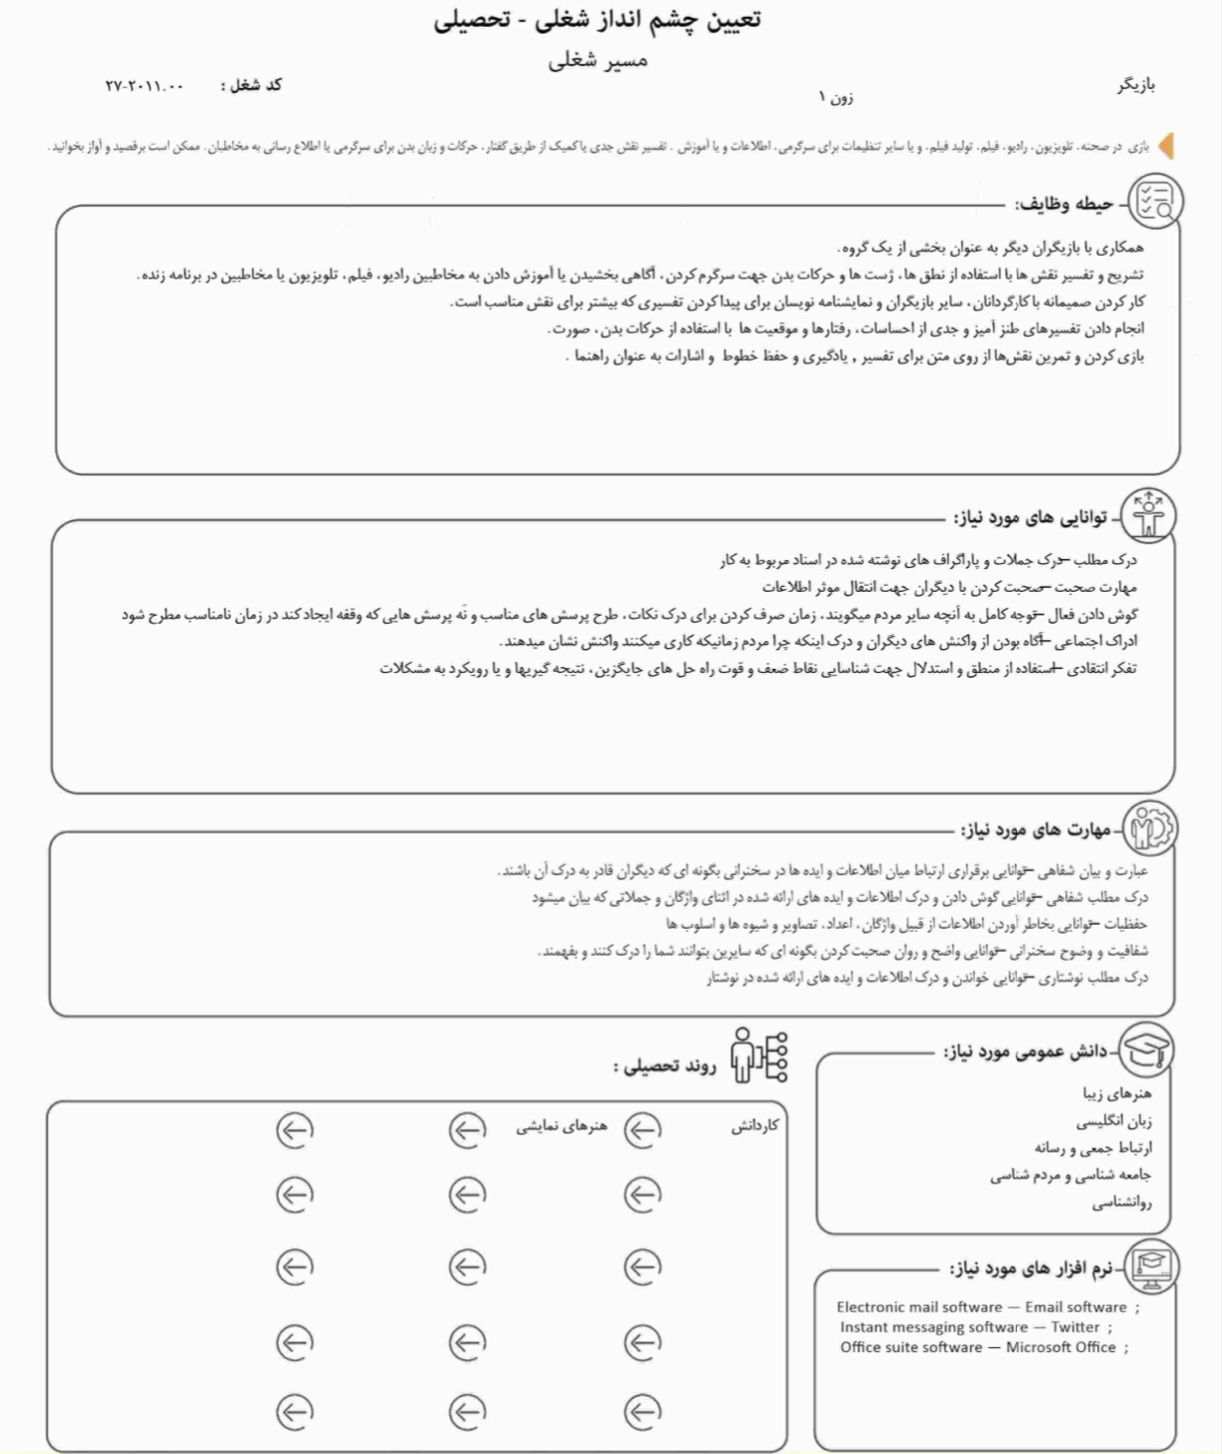 تعیین چشم انداز شغلی - تحصیلی
مسیر شغلی
بازیگر
زون ۱
کد شغل : ۲۷-۲۰۱۱.۰۰
بازی در صحنه، تلویزیون، رادیو، فیلم، تولید فیلم، و یا سایر تنظیمات برای سرگرمی، اطلاعات و یا آموزش . تفسیر نقش جدی یا کمیک از طریق گفتار، حرکات و زبان بدن برای سرگرمی یا اطلاع رسانی به مخاطبان. ممکن است برقصید و آواز بخوانید.
حیطه وظایف:
همکاری با بازیگران دیگر به عنوان بخشی از یک گروه.
تشریح و تفسیر نقش ها با استفاده از نطق ها، ژست ها و حرکات بدن جهت سرگرم کردن، آگاهی بخشیدن یا آموزش دادن به مخاطبین رادیو، فیلم، تلویزیون یا مخاطبین در برنامه زنده.
کار کردن صمیمانه با کارگردانان، سایر بازیگران و نمایشنامه نویسان برای پیدا کردن تفسیری که بیشتر برای نقش مناسب است.
انجام دادن تفسیرهای طنز آمیز و جدی از احساسات، رفتارها و موقعیت ها با استفاده از حرکات بدن، صورت.
بازی کردن و تمرین نقش‌ها از روی متن برای تفسیر , یادگیری و حفظ خطوط و اشارات به عنوان راهنما .
توانایی های مورد نیاز:
درک مطلب –درک جملات و پاراگراف های نوشته شده در اسناد مربوط به کار
مهارت صحبت –صحبت کردن با دیگران جهت انتقال موثر اطلاعات
گوش دادن فعال –توجه کامل به آنچه سایر مردم میگویند، زمان صرف کردن برای درک نکات، طرح پرسش های مناسب و نَه پرسش هایی که وقفه ایجاد کند در زمان نامناسب مطرح شود
ادراک اجتماعی –آگاه بودن از واکنش های دیگران و درک اینکه چرا مردم زمانیکه کاری میکنند واکنش نشان میدهند.
تفکر انتقادی –استفاده از منطق و استدلال جهت شناسایی نقاط ضعف و قوت راه حل های جایگزین، نتیجه گیریها و یا رویکرد به مشکلات
مهارت های مورد نیاز:
عبارت و بیان شفاهی –توانایی برقراری ارتباط میان اطلاعات و ایده ها در سخنرانی بگونه ای که دیگران قادر به درک آن باشند.
درک مطلب شفاهی –توانایی گوش دادن و درک اطلاعات و ایده های ارائه شده در اثنای واژگان و جملاتی که بیان میشود
حفظیات –توانایی بخاطر آوردن اطلاعات از قبیل واژگان، اعداد، تصاویر و شیوه ها و اسلوب ها
شفافیت و وضوح سخنرانی –توانایی واضح و روان صحبت کردن بگونه ای که سایرین بتوانند شما را درک کنند و بفهمند.
درک مطلب نوشتاری –توانایی خواندن و درک اطلاعات و ایده های ارائه شده در نوشتار
دانش عمومی مورد نیاز:
هنرهای زیبا
زبان انگلیسی
ارتباط جمعی و رسانه
جامعه شناسی و مردم شناسی
روانشناسی
نرم افزار های مورد نیاز:
Electronic mail software — Email software ;
Instant messaging software — Twitter ;
Office suite software — Microsoft Office ;
روند تحصیلی :
کاردانش
هنرهای نمایشی